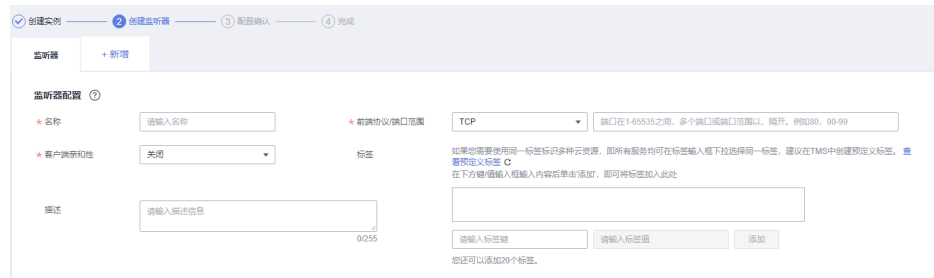 创建实例 2 创建监听器 3 配置确认 4 完成
监听器 + 新增
监听器配置 ?
* 名称 请输入名称 * 前端协议/端口范围 TCP 端口在1-65535之间，多个端口或端口范围以，隔开。例如80，90-99
* 客户端亲和性 关闭 标签 如果您需要使用同一标签标识多种云资源，即所有服务均可在标签输入框下拉选择同一标签，建议在TMS中创建预定义标签。 查
看预定义标签
在下方键/值输入框输入内容后单击'添加'，即可将标签加入此处
描述 请输入描述信息
0/255
请输入标签键 请输入标签值 添加
您还可以添加20个标签。